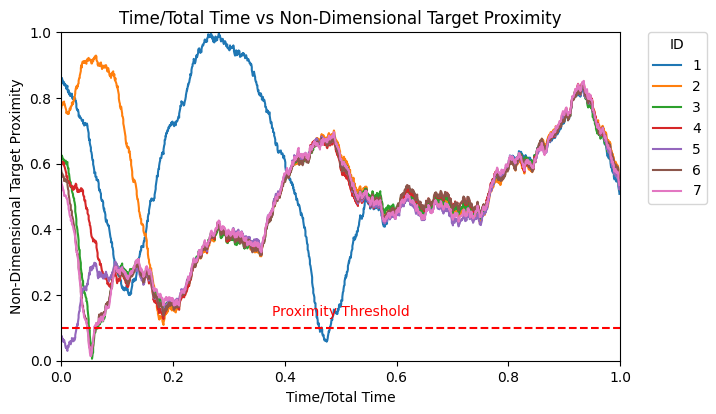 Time/Total Time vs Non-Dimensional Target Proximity
Non-Dimensional Target Proximity
1.0
0.8
0.6
0.4
0.2
0.0
Proximity Threshold
0.0 0.2 0.4 0.6 0.8 1.0
Time/Total Time
ID
1
2
3
4
5
6
7